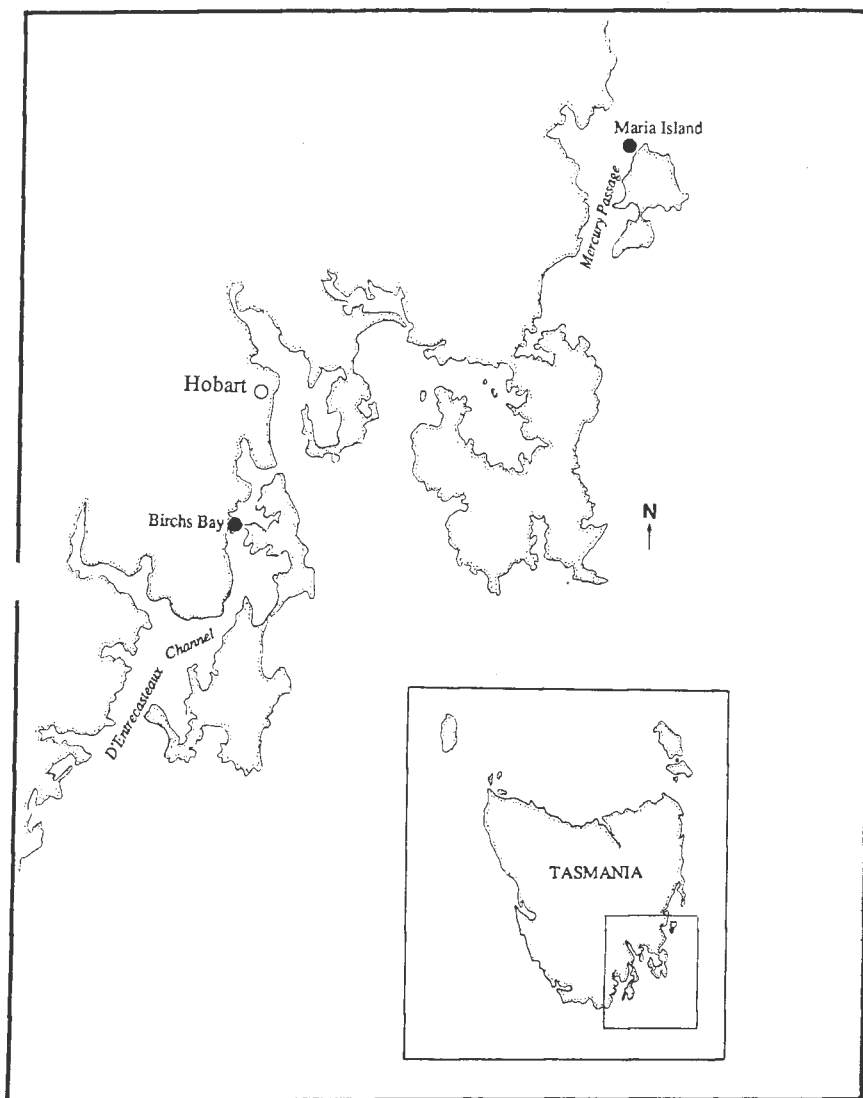 Maria Island
Mercury Passage
Hobart
Birchs Bay
N
D'Entrecasteaux Channel
TASMANIA